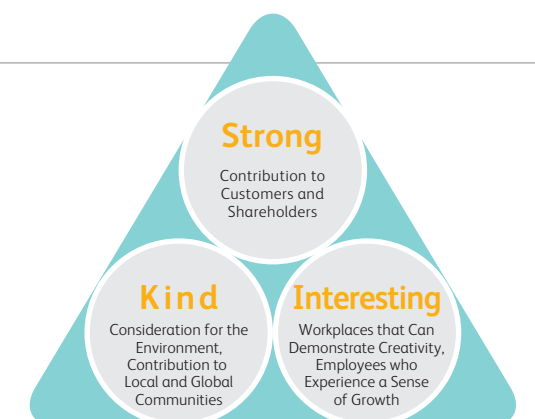 Strong
Contribution to
Customers and
Shareholders
Kind
Consideration for the
Environment,
Contribution to
Local and Global
Communities
Interesting
Workplaces that Can
Demonstrate Creativity,
Employees who
Experience a Sense
of Growth